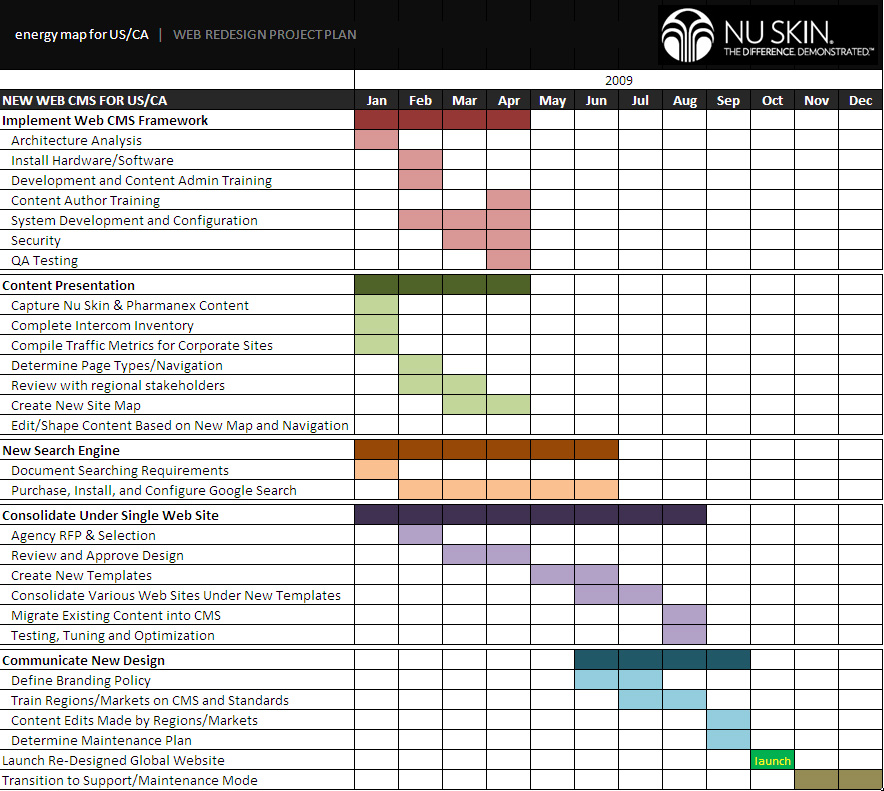 energy map for US/CA | WEB REDESIGN PROJECT PLAN
NU SKIN.
THE DIFFERENCE. DEMONSTRATED.™
2009
NEW WEB CMS FOR US/CA Jan Feb Mar Apr May Jun Jul Aug Sep Oct Nov Dec
Implement Web CMS Framework
Architecture Analysis
Install Hardware/Software
Development and Content Admin Training
Content Author Training
System Development and Configuration
Security
QA Testing
Content Presentation
Capture Nu Skin & Pharmanex Content
Complete Intercom Inventory
Compile Traffic Metrics for Corporate Sites
Determine Page Types/Navigation
Review with regional stakeholders
Create New Site Map
Edit/Shape Content Based on New Map and Navigation
New Search Engine
Document Searching Requirements
Purchase, Install, and Configure Google Search
Consolidate Under Single Web Site
Agency RFP & Selection
Review and Approve Design
Create New Templates
Consolidate Various Web Sites Under New Templates
Migrate Existing Content into CMS
Testing, Tuning and Optimization
Communicate New Design
Define Branding Policy
Train Regions/Markets on CMS and Standards
Content Edits Made by Regions/Markets
Determine Maintenance Plan
Launch Re-Designed Global Website launch
Transition to Support/Maintenance Mode